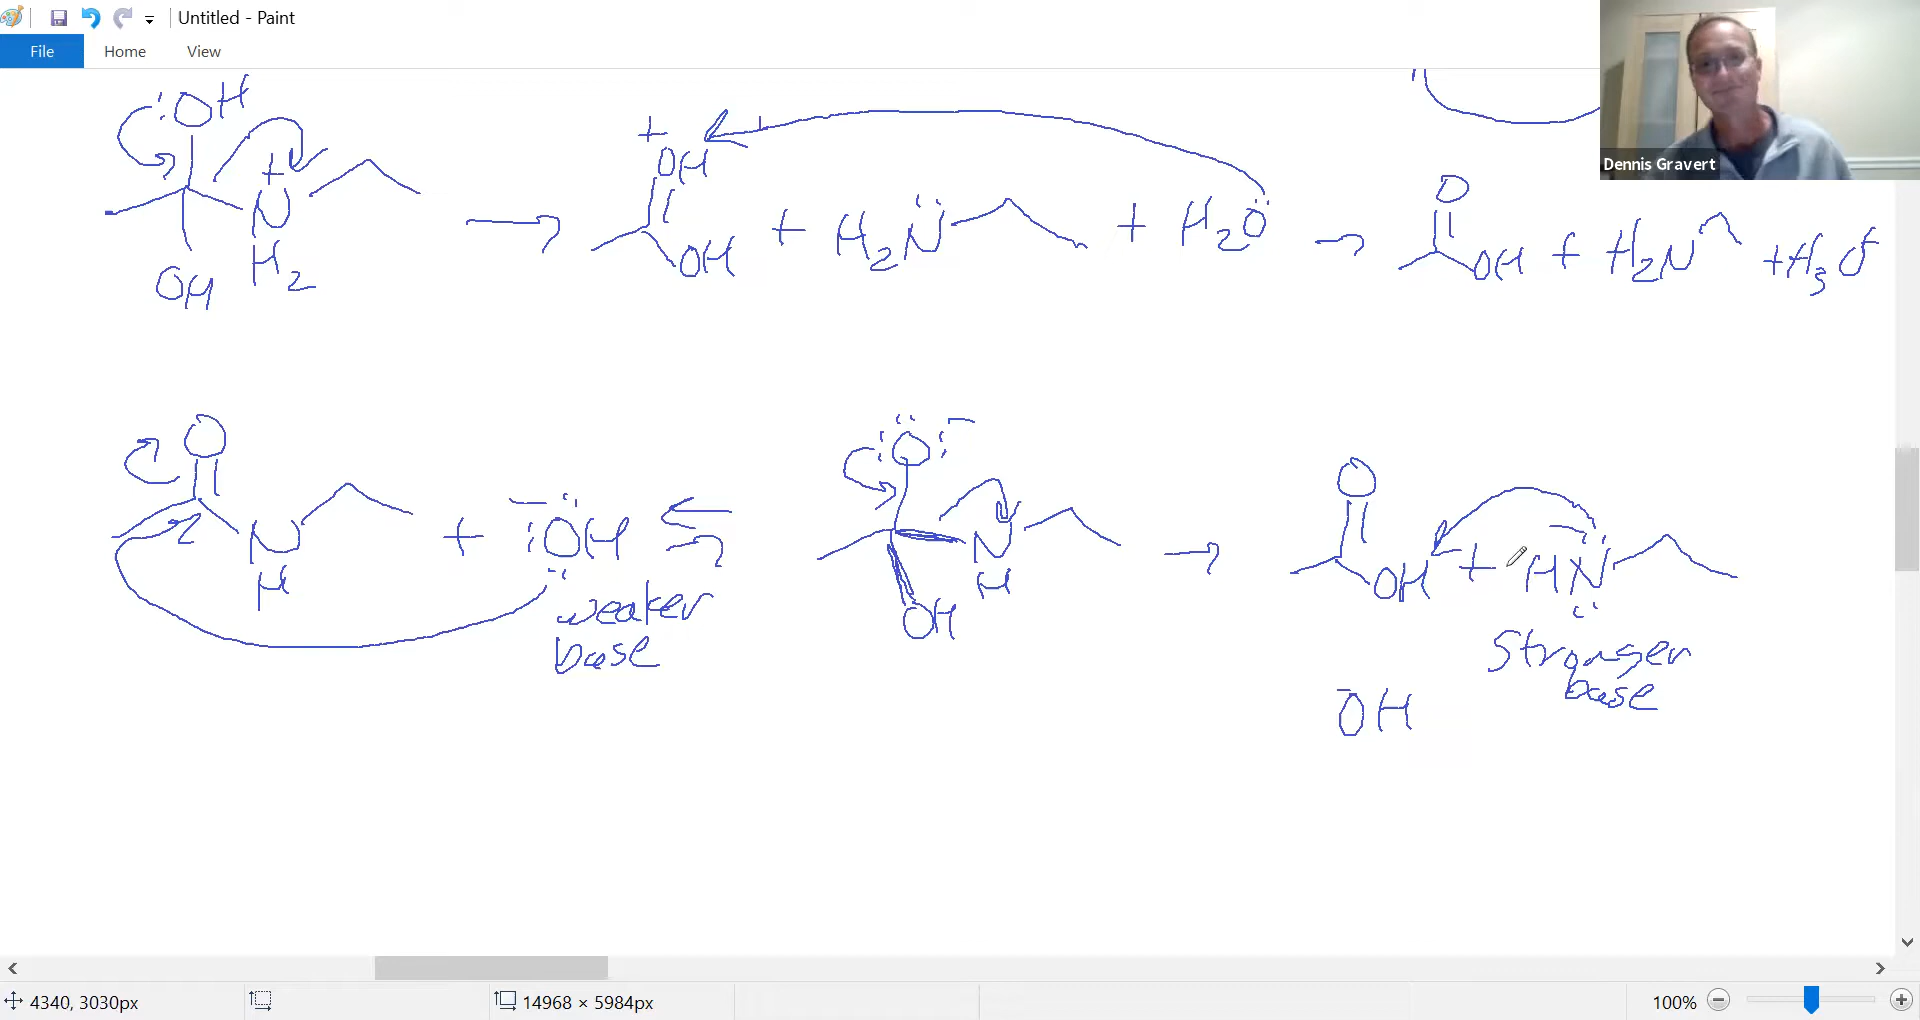 Untitled - Paint
File Home View
Dennis Gravert
:OH
+
N
H2
OH
+
OH
OH
+ H2N + H2O
O
OH + H2N + H3O+
O
N
H
+ :OH
weaker
base
:O:
N
H
OH
O
OH + HN
Stronger
base
OH
4340, 3030px
14968 × 5984px
100%